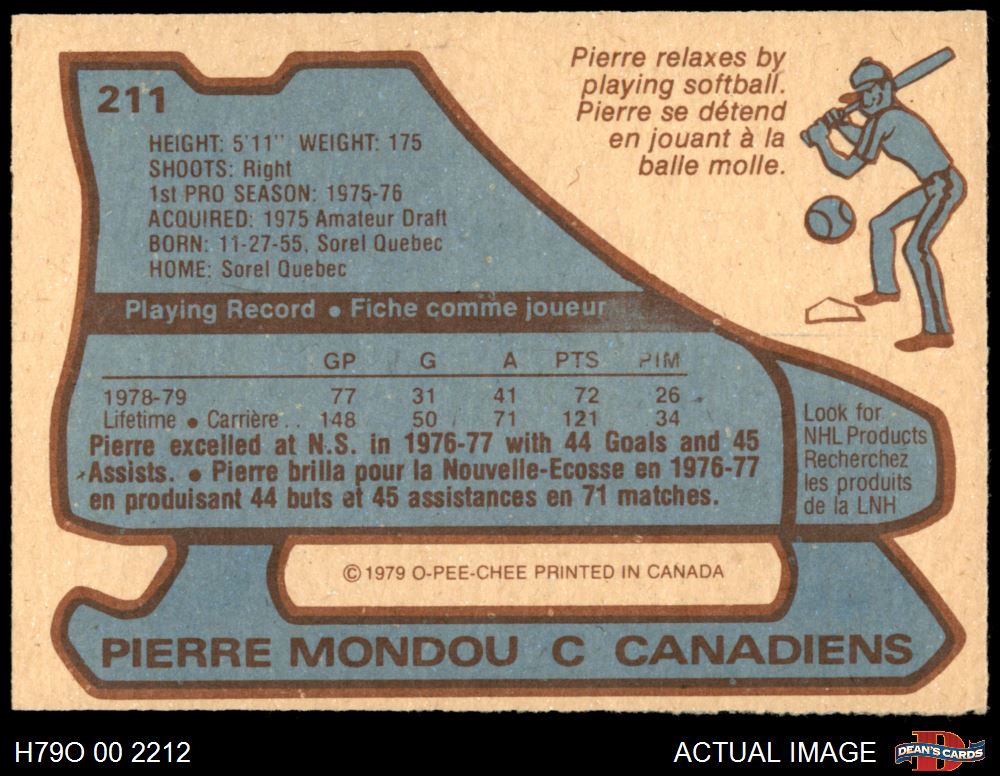 211
Pierre relaxes by
playing softball.
Pierre se détend
en jouant à la
balle molle.
HEIGHT: 5'11" WEIGHT: 175
SHOOTS: Right
1st PRO SEASON: 1975-76
ACQUIRED: 1975 Amateur Draft
BORN: 11-27-55, Sorel Quebec
HOME: Sorel Quebec
Playing Record • Fiche comme joueur
GP G A PTS PIM
1978-79 77 31 41 72 26
Lifetime • Carrière . . 148 50 71 121 34
Pierre excelled at N.S. in 1976-77 with 44 Goals and 45
Assists. • Pierre brilla pour la Nouvelle-Ecosse en 1976-77
en produisant 44 buts et 45 assistances en 71 matches.
Look for
NHL Products
Recherchez
les produits
de la LNH
© 1979 O-PEE-CHEE PRINTED IN CANADA
PIERRE MONDOU C CANADIENS
H79O 00 2212
ACTUAL IMAGE
DEAN'S CARDS